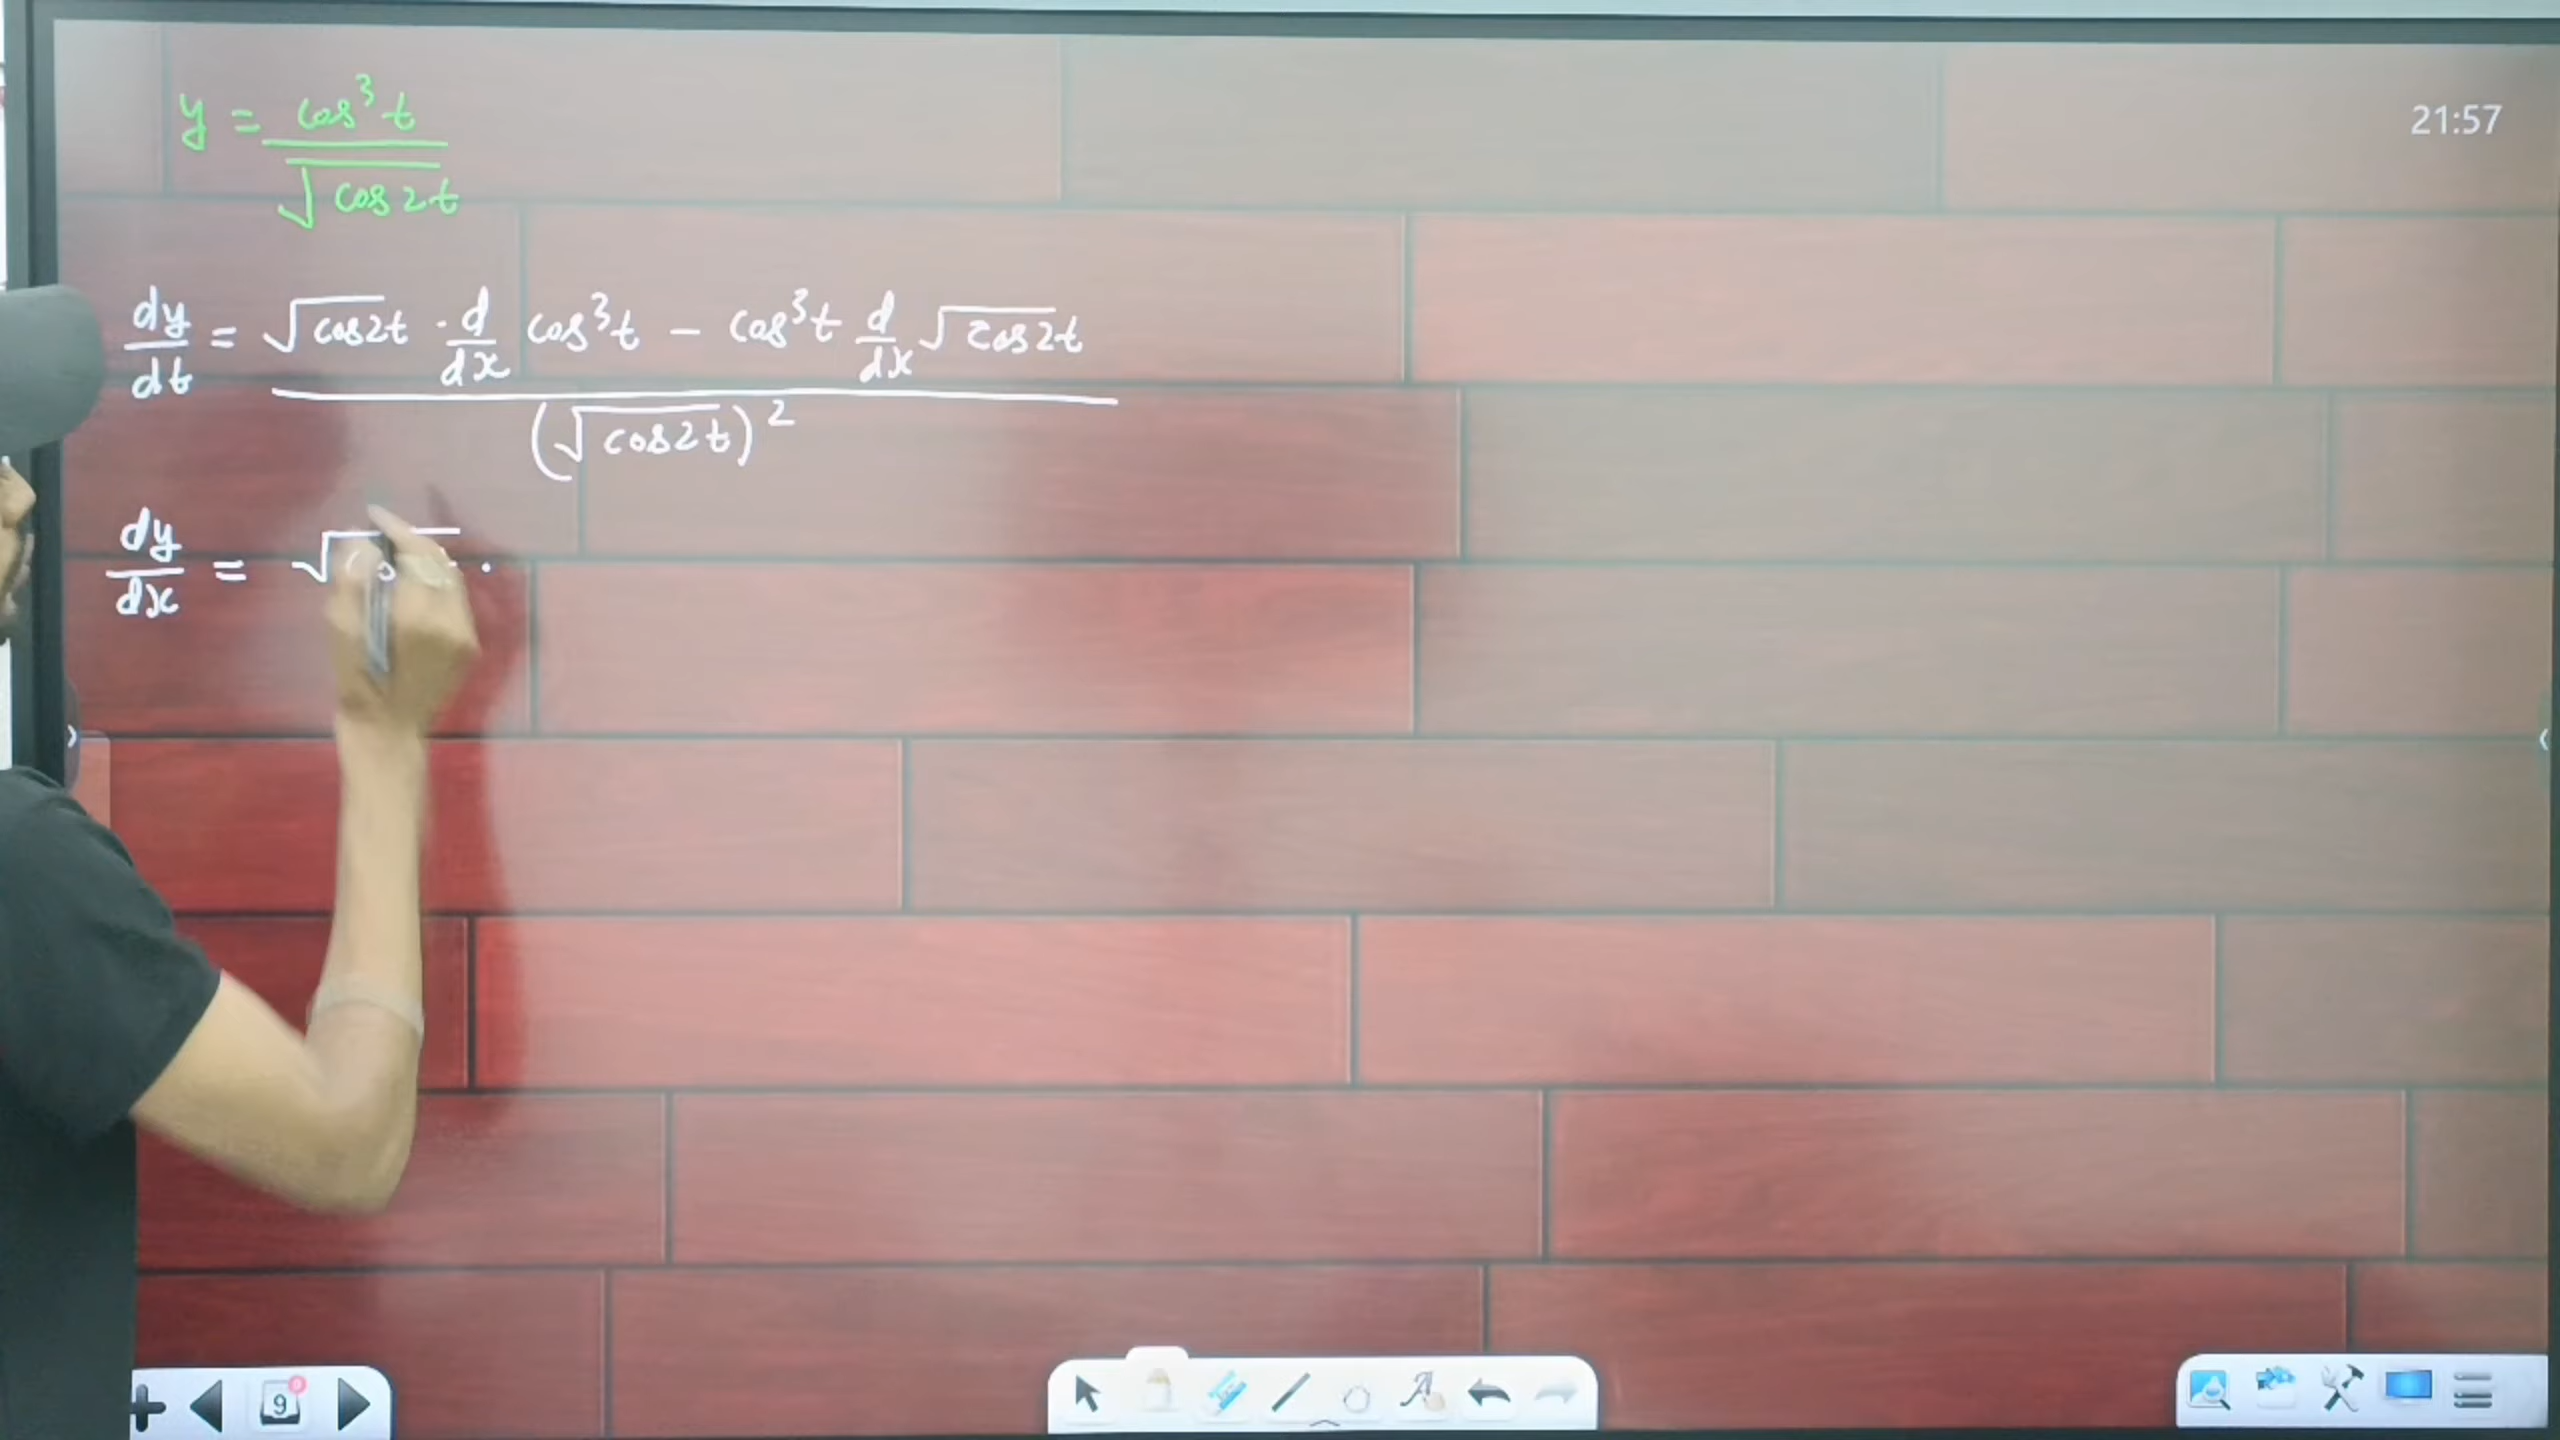 21:57
y = cos³t / √cos2t
dy/dt = (√cos2t · d/dx cos³t − cos³t d/dx √cos2t) / (√cos2t)²
dy/dx = √ ·
9